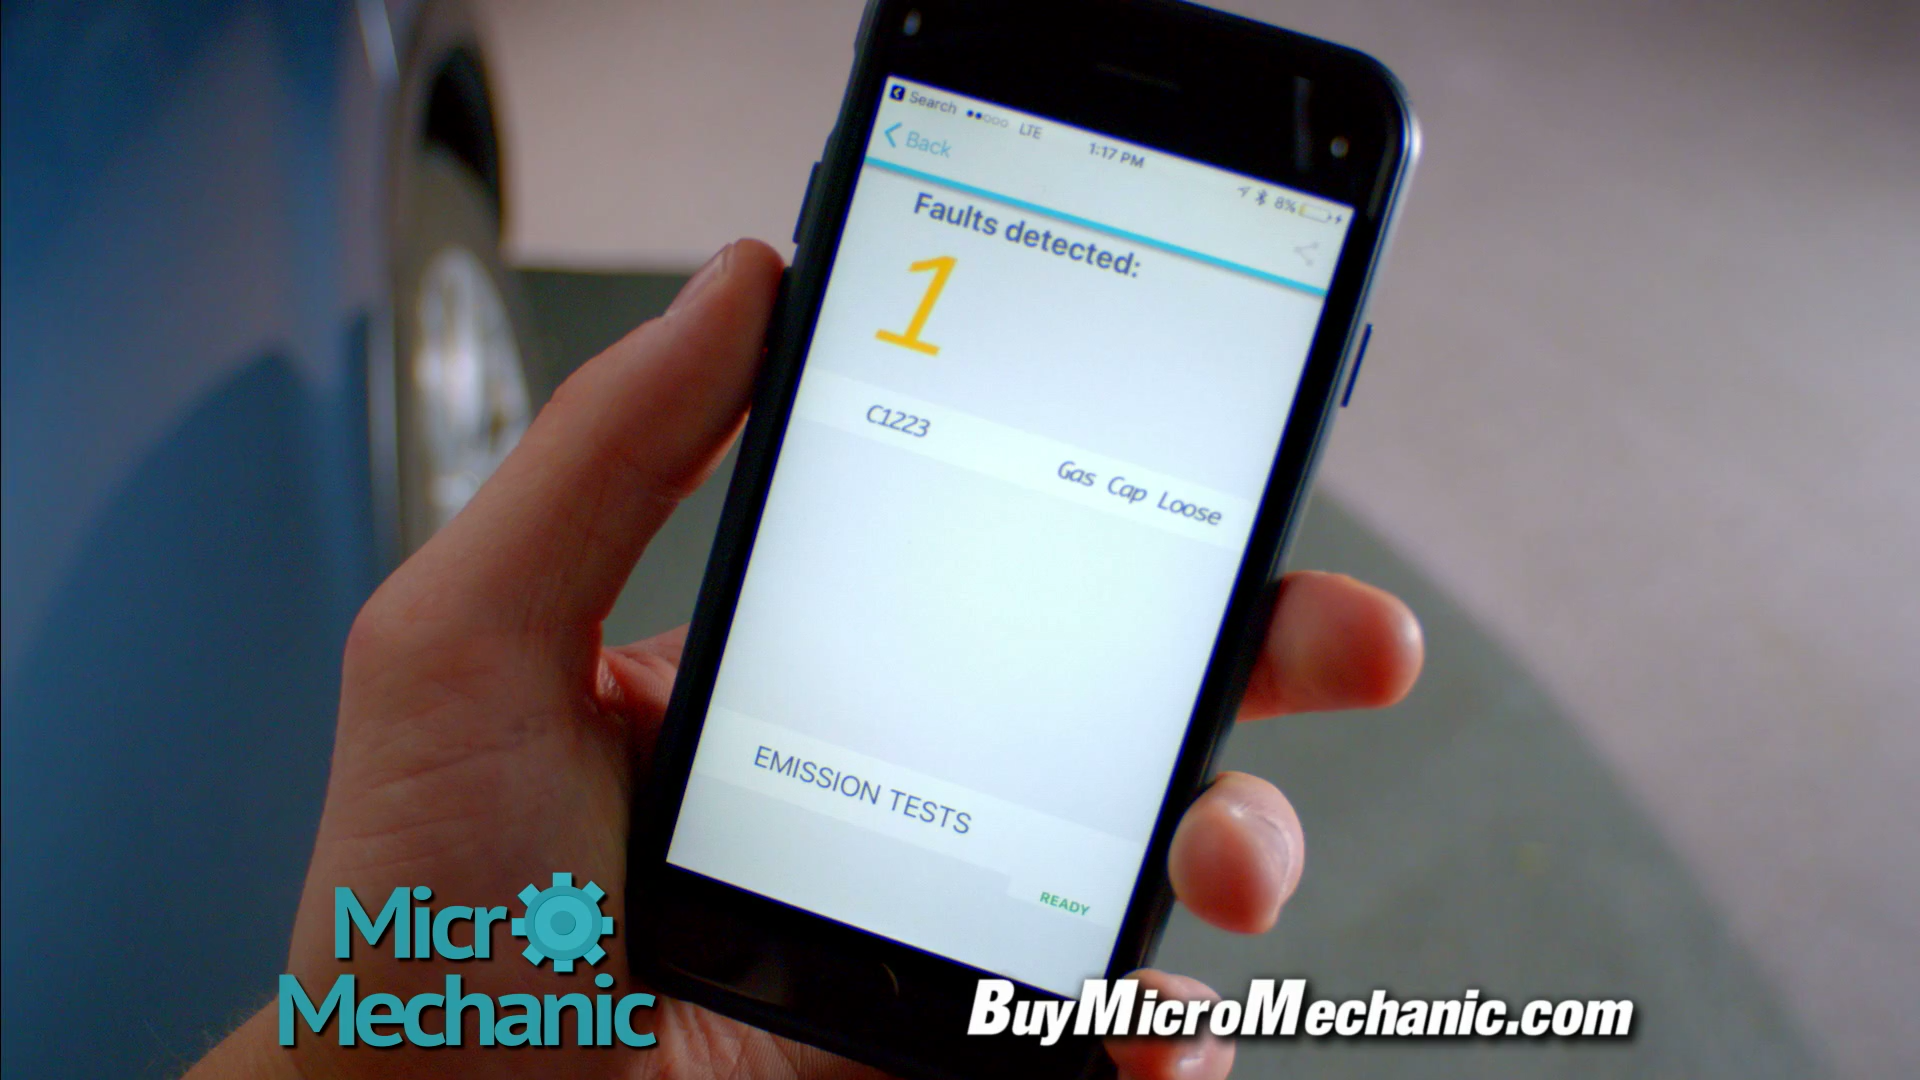 Search LTE 1:17 PM 8%
Back
Faults detected:
1
C1223 Gas Cap Loose
EMISSION TESTS
READY
Micro
Mechanic
BuyMicroMechanic.com